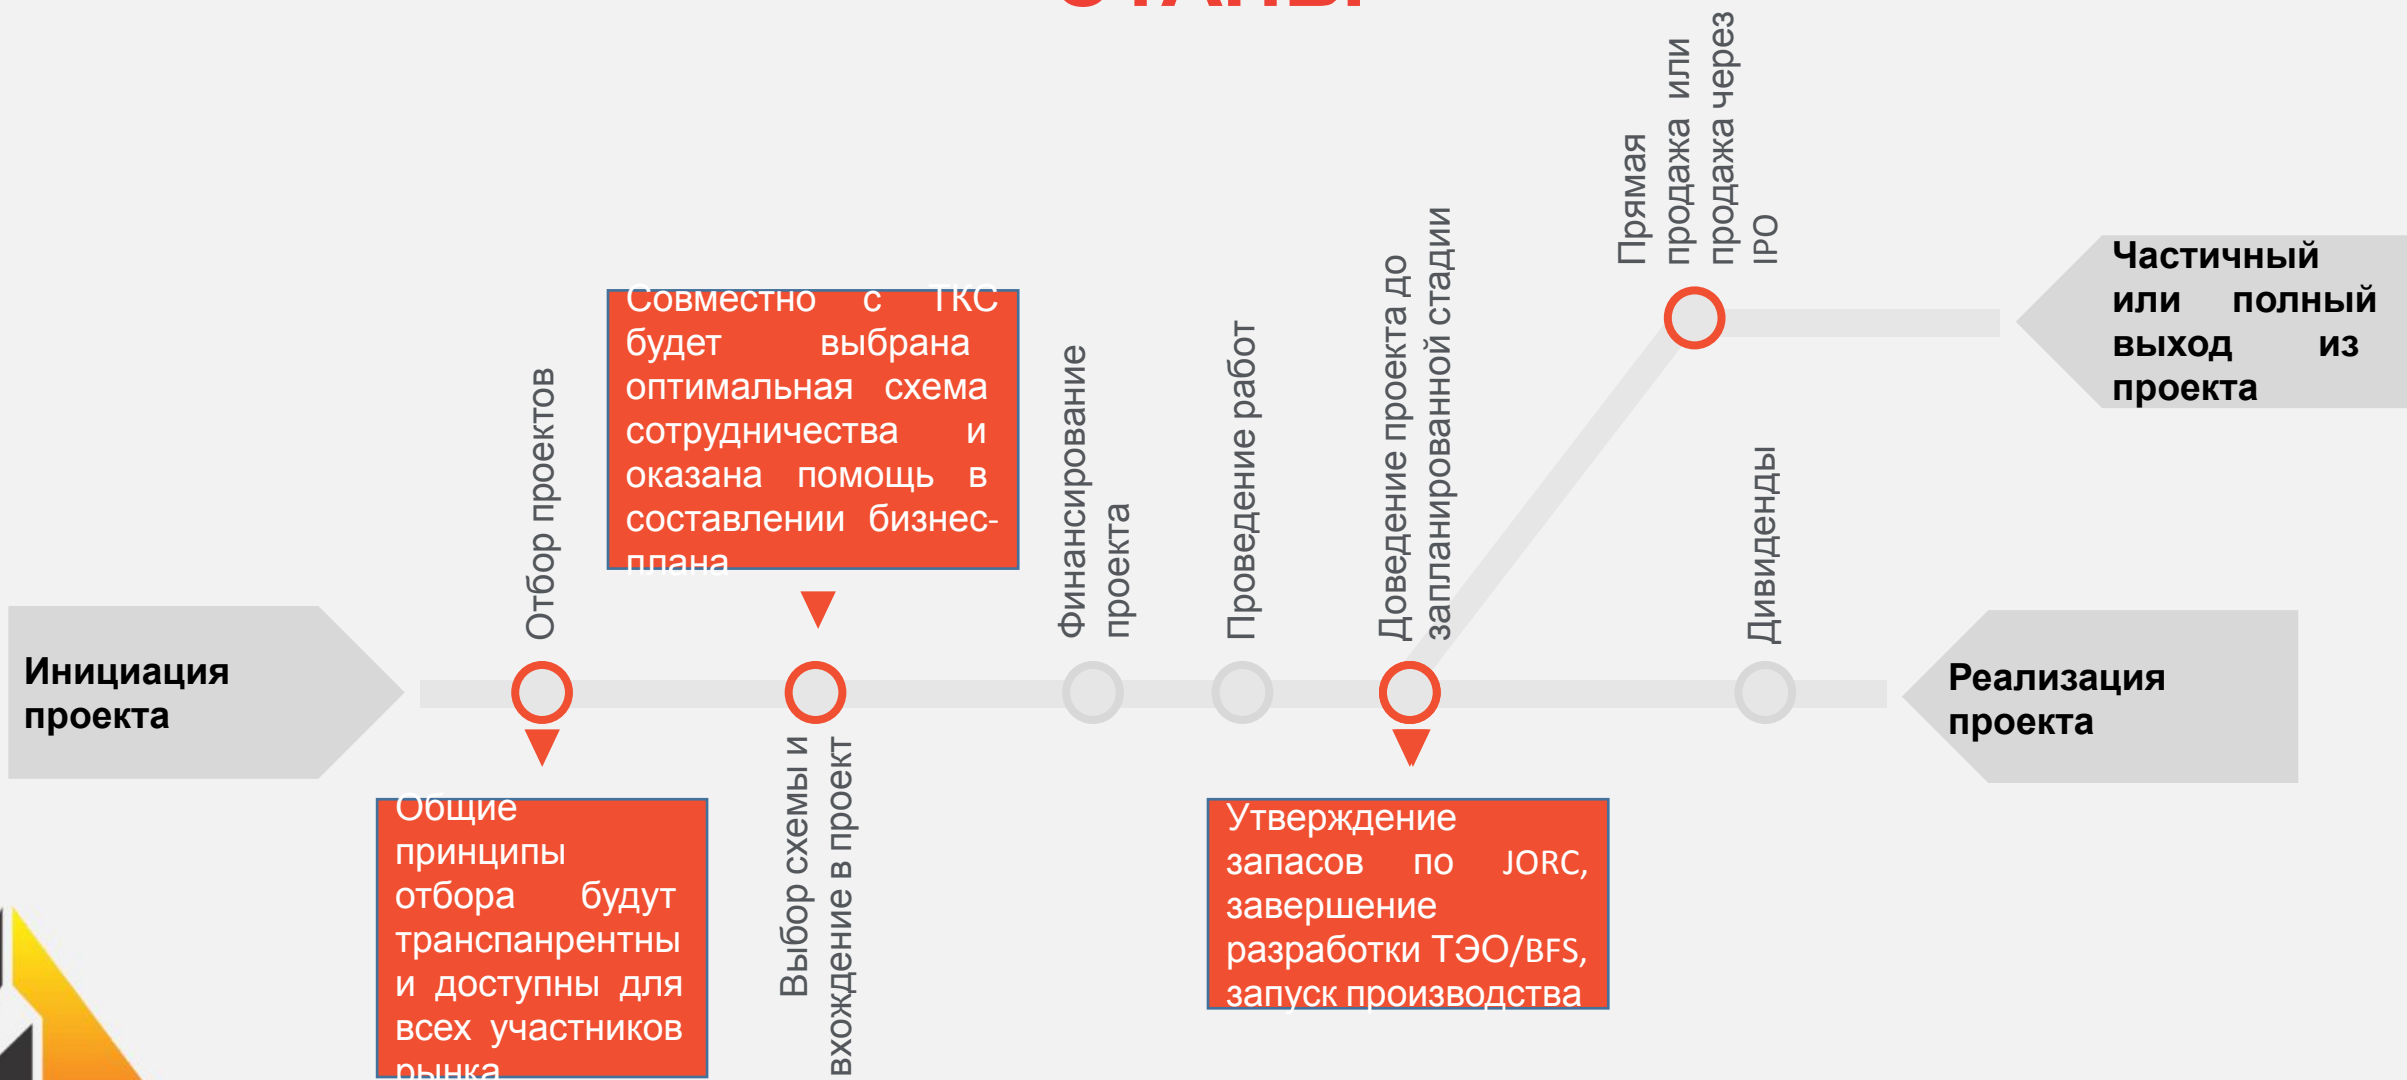 ЭТАПЫ
Прямая
продажа или
продажа через
IPO
Частичный
или полный
выход из
проекта
Совместно с ТКС
будет выбрана
оптимальная схема
сотрудничества и
оказана помощь в
составлении бизнес-
плана
Отбор проектов
Финансирование
проекта
Проведение работ
Доведение проекта до
запланированной стадии
Дивиденды
Инициация
проекта
Реализация
проекта
Общие
принципы
отбора будут
транспанрентны
и доступны для
всех участников
рынка
Выбор схемы и
вхождение в проект
Утверждение
запасов по JORC,
завершение
разработки ТЭО/BFS,
запуск производства